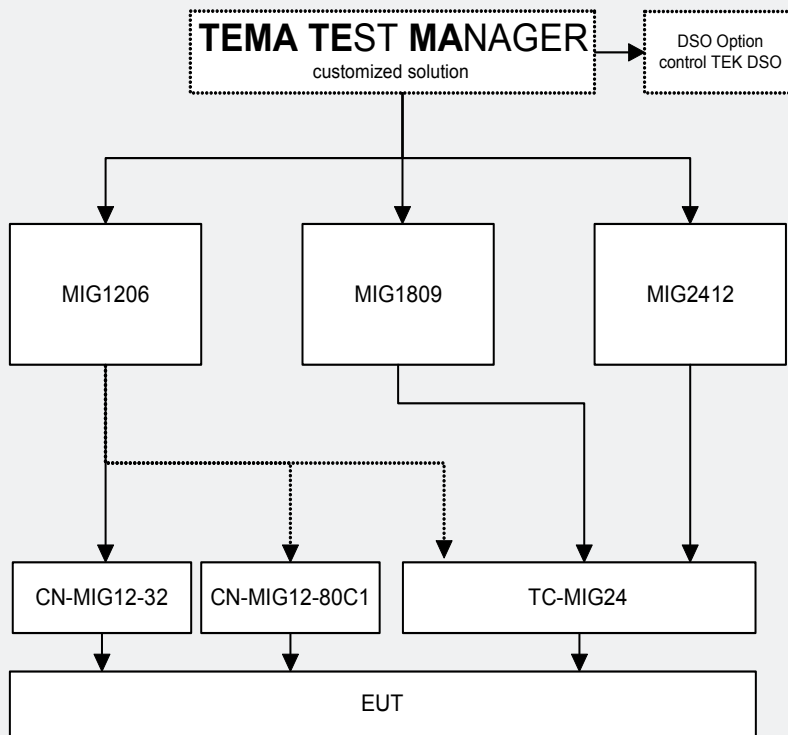 TEMA TEST MANAGER
customized solution
DSO Option
control TEK DSO
MIG1206
MIG1809
MIG2412
CN-MIG12-32
CN-MIG12-80C1
TC-MIG24
EUT